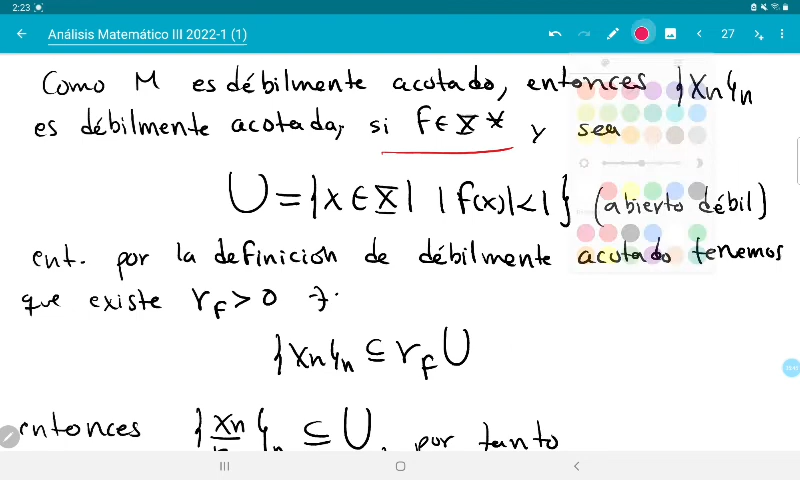 2:23
Análisis Matemático III 2022-1 (1)
27
Como M es débilmente acotado, entonces {xn}n
es débilmente acotada, si f ∈ X* y sea
U = {x ∈ X | |f(x)| < 1} (abierto débil)
ent. por la definición de débilmente acotado tenemos
que existe rf > 0 ∋.
{xn}n ⊆ rf U
entonces {xn/ }n ⊆ U, por tanto